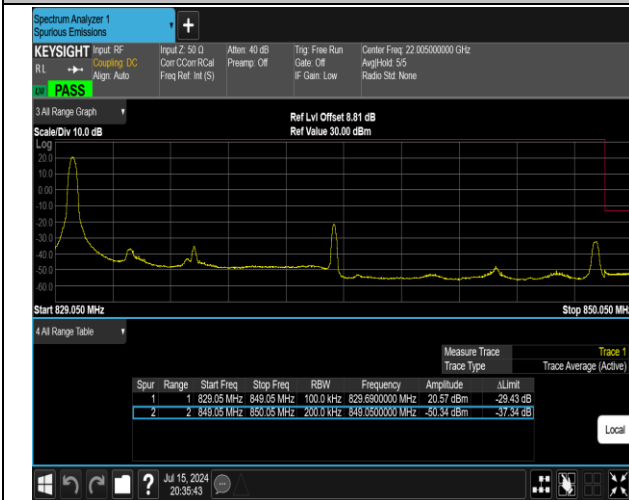 Spectrum Analyzer 1
Spurious Emissions
+
KEYSIGHT Input: RF Input Z: 50 Ω Atten: 40 dB Trig: Free Run Center Freq: 22.005000000 GHz
RL Coupling: DC Corr CCorr RCal Preamp: Off Gate: Off Avg|Hold: 5/5
Align: Auto Freq Ref: Int (S) IF Gain: Low Radio Std: None
PASS
3 All Range Graph
Ref Lvl Offset 8.81 dB
Scale/Div 10.0 dB Ref Value 30.00 dBm
Log
20.0
10.0
0.00
-10.0
-20.0
-30.0
-40.0
-50.0
-60.0
Start 829.050 MHz Stop 850.050 MHz
4 All Range Table
Measure Trace Trace 1
Trace Type Trace Average (Active)
Spur Range Start Freq Stop Freq RBW Frequency Amplitude ΔLimit
1 1 829.05 MHz 849.05 MHz 100.0 kHz 829.6900000 MHz 20.57 dBm -29.43 dB
2 2 849.05 MHz 850.05 MHz 200.0 kHz 849.0500000 MHz -50.34 dBm -37.34 dB
Local
?
Jul 15, 2024
20:35:43